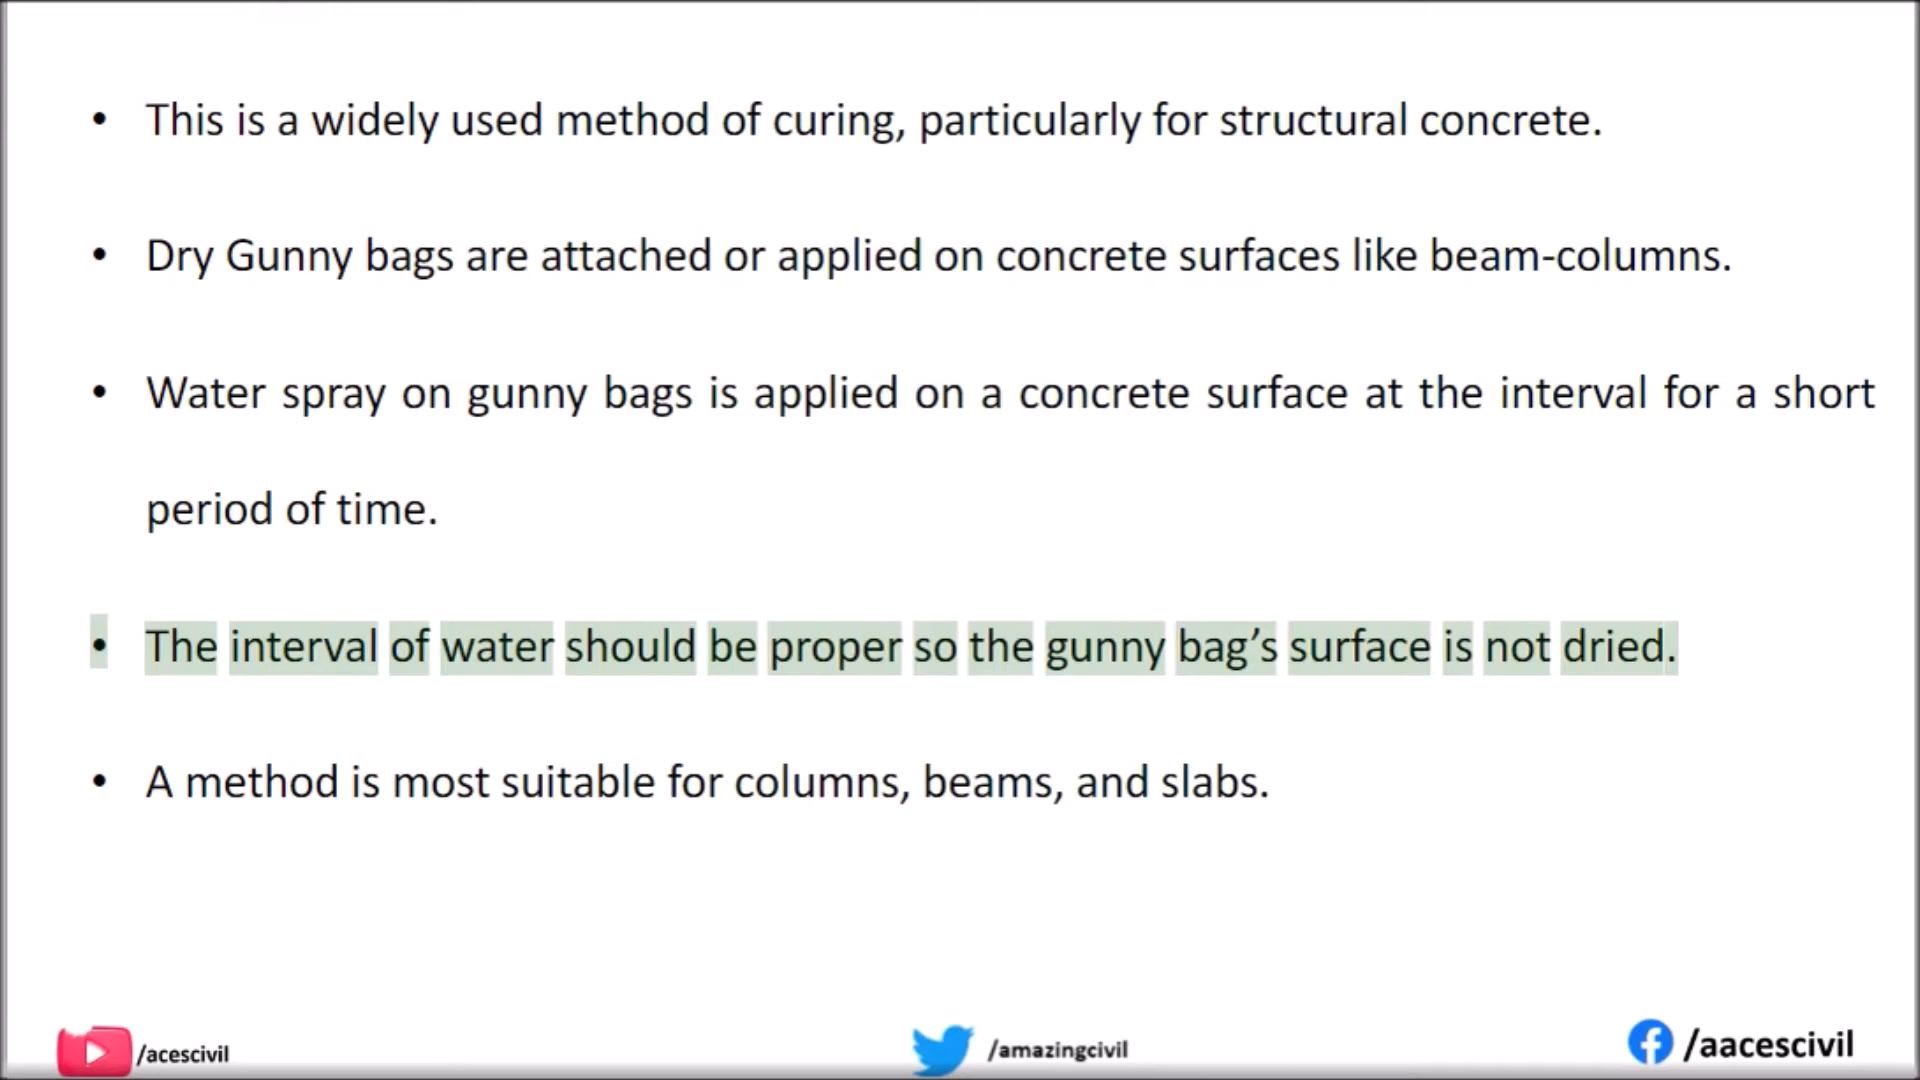 • This is a widely used method of curing, particularly for structural concrete.
• Dry Gunny bags are attached or applied on concrete surfaces like beam-columns.
• Water spray on gunny bags is applied on a concrete surface at the interval for a short
period of time.
• The interval of water should be proper so the gunny bag’s surface is not dried.
• A method is most suitable for columns, beams, and slabs.
/acescivil
/amazingcivil
/aacescivil